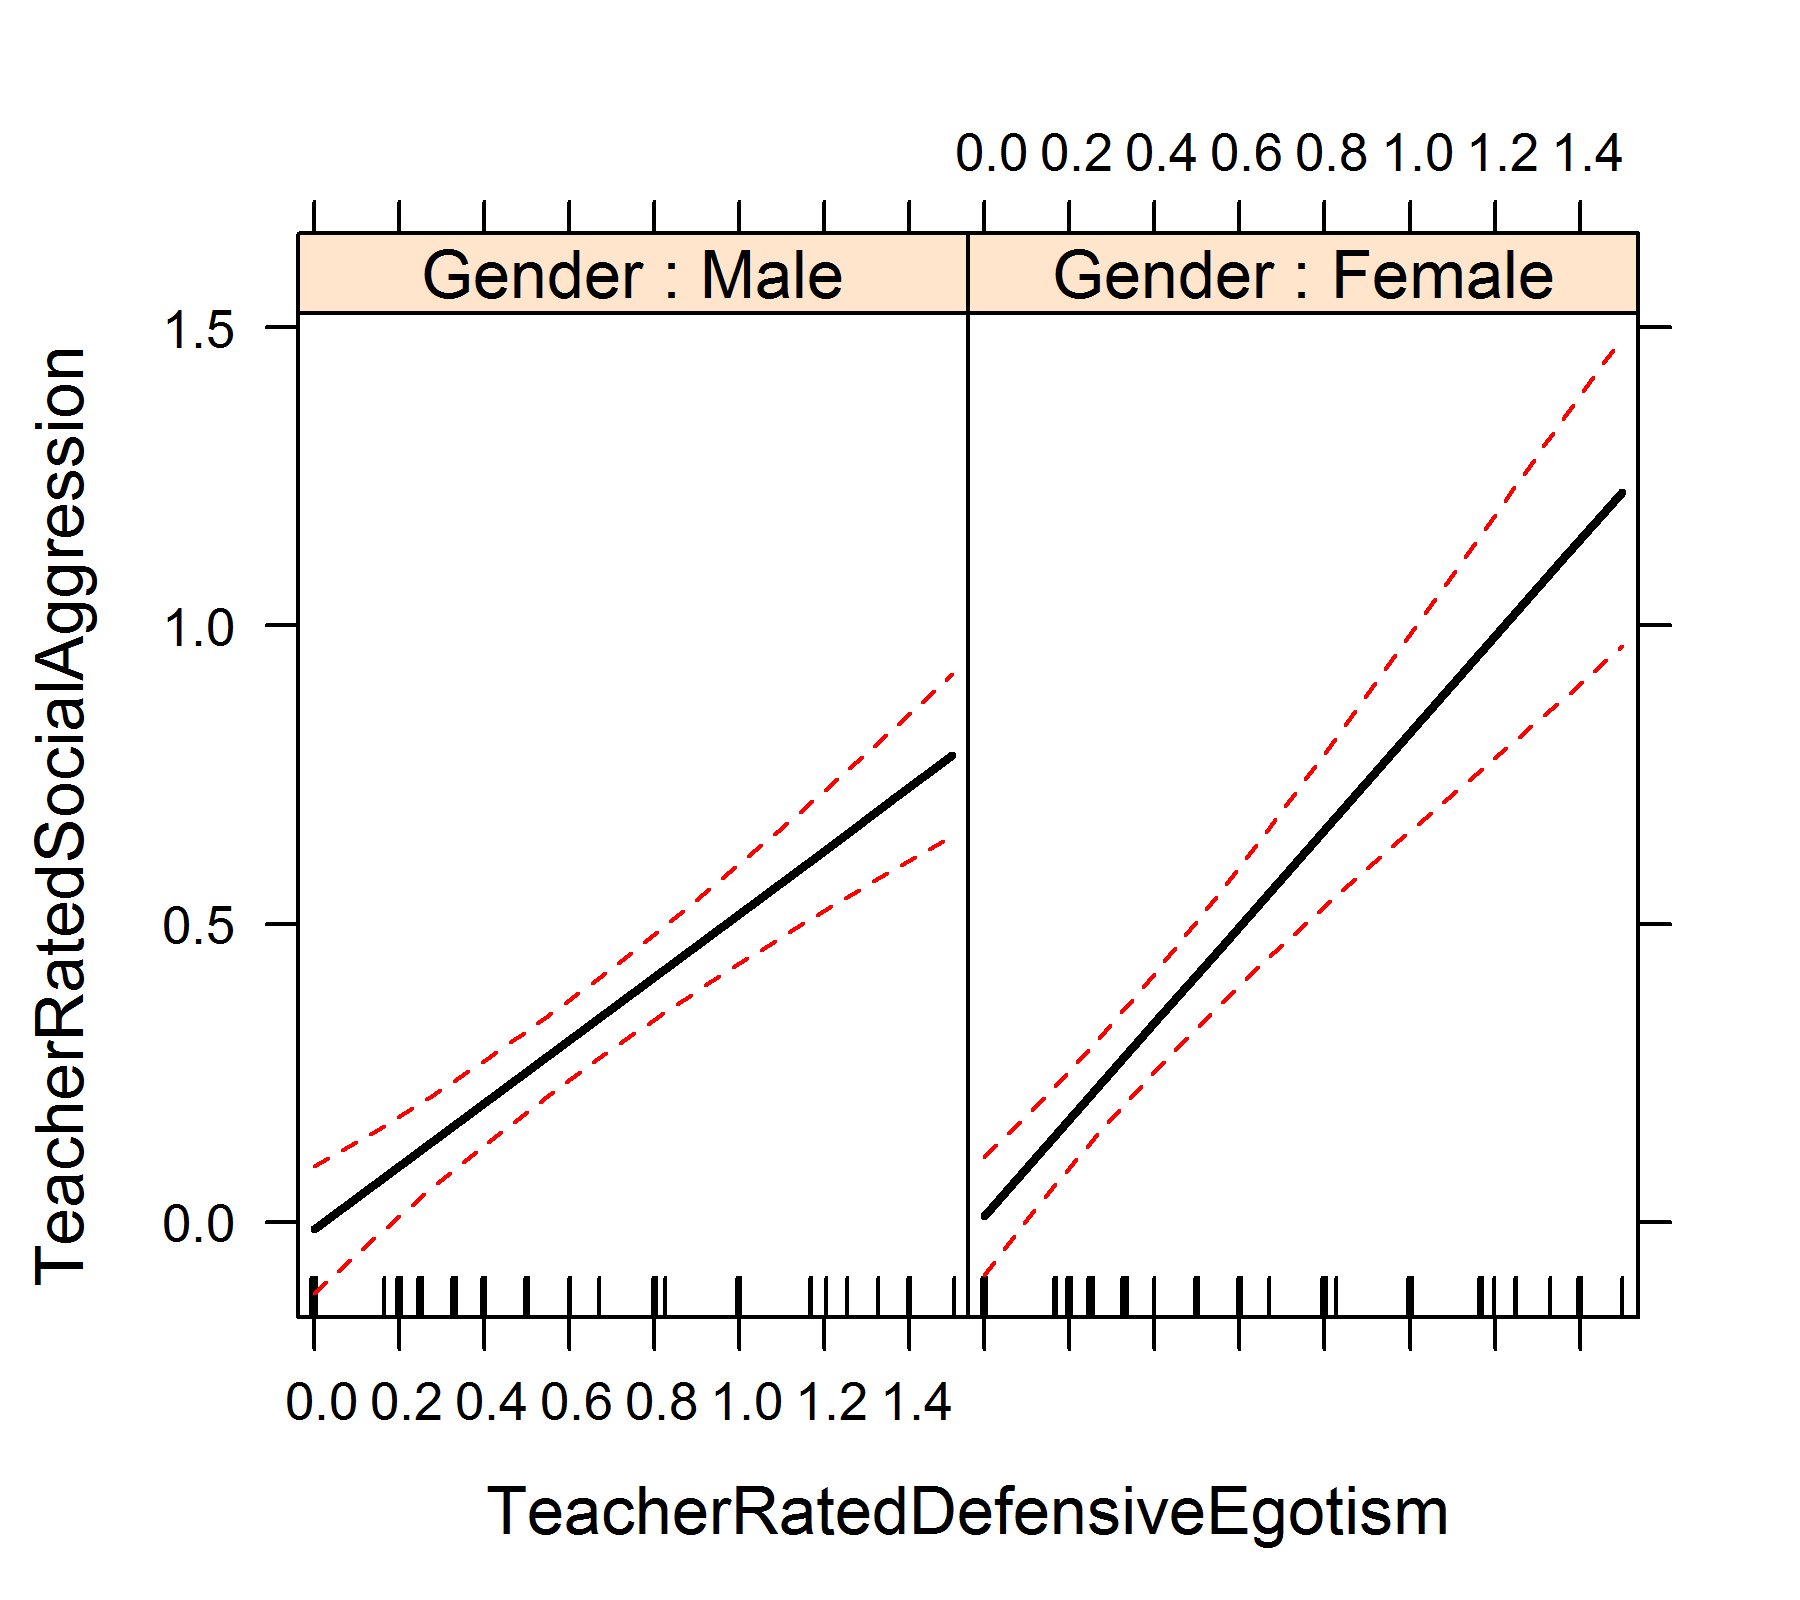 0.0 0.2 0.4 0.6 0.8 1.0 1.2 1.4
Gender : Male
Gender : Female
TeacherRatedSocialAggression
1.5
1.0
0.5
0.0
0.0 0.2 0.4 0.6 0.8 1.0 1.2 1.4
TeacherRatedDefensiveEgotism